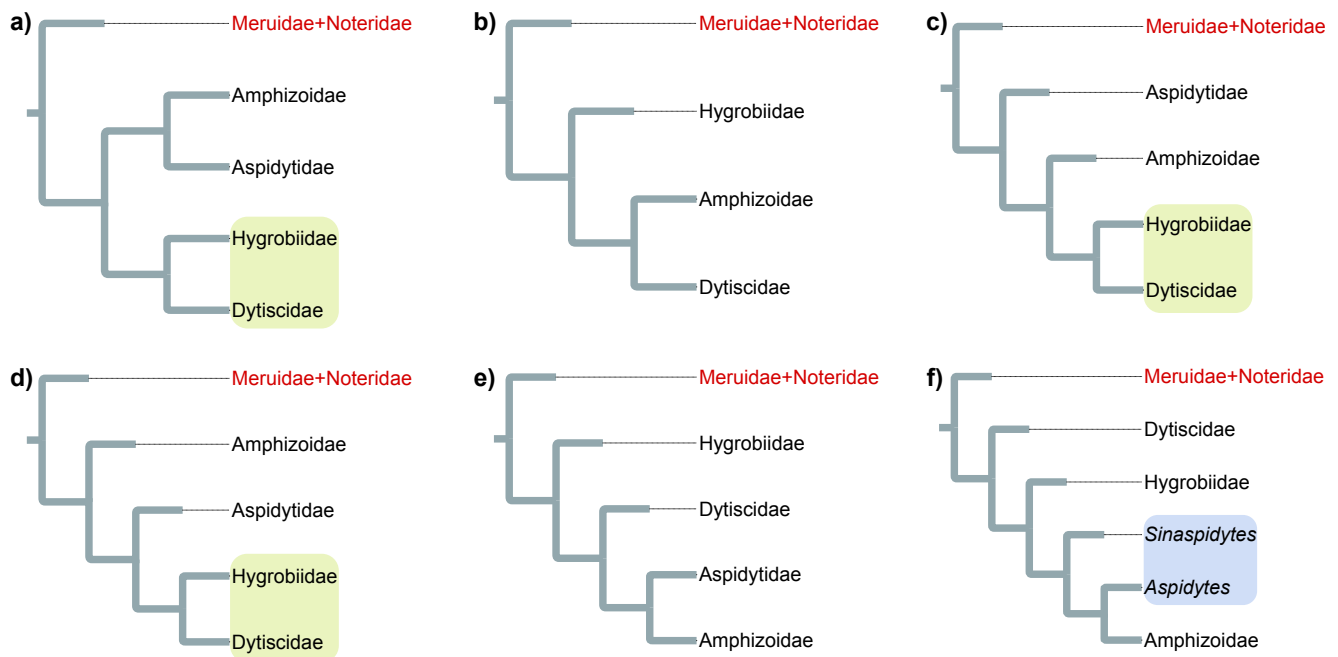 a)
Meruidae+Noteridae
Amphizoidae
Aspidytidae
Hygrobiidae
Dytiscidae
b)
Meruidae+Noteridae
Hygrobiidae
Amphizoidae
Dytiscidae
c)
Meruidae+Noteridae
Aspidytidae
Amphizoidae
Hygrobiidae
Dytiscidae
d)
Meruidae+Noteridae
Amphizoidae
Aspidytidae
Hygrobiidae
Dytiscidae
e)
Meruidae+Noteridae
Hygrobiidae
Dytiscidae
Aspidytidae
Amphizoidae
f)
Meruidae+Noteridae
Dytiscidae
Hygrobiidae
Sinaspidytes
Aspidytes
Amphizoidae